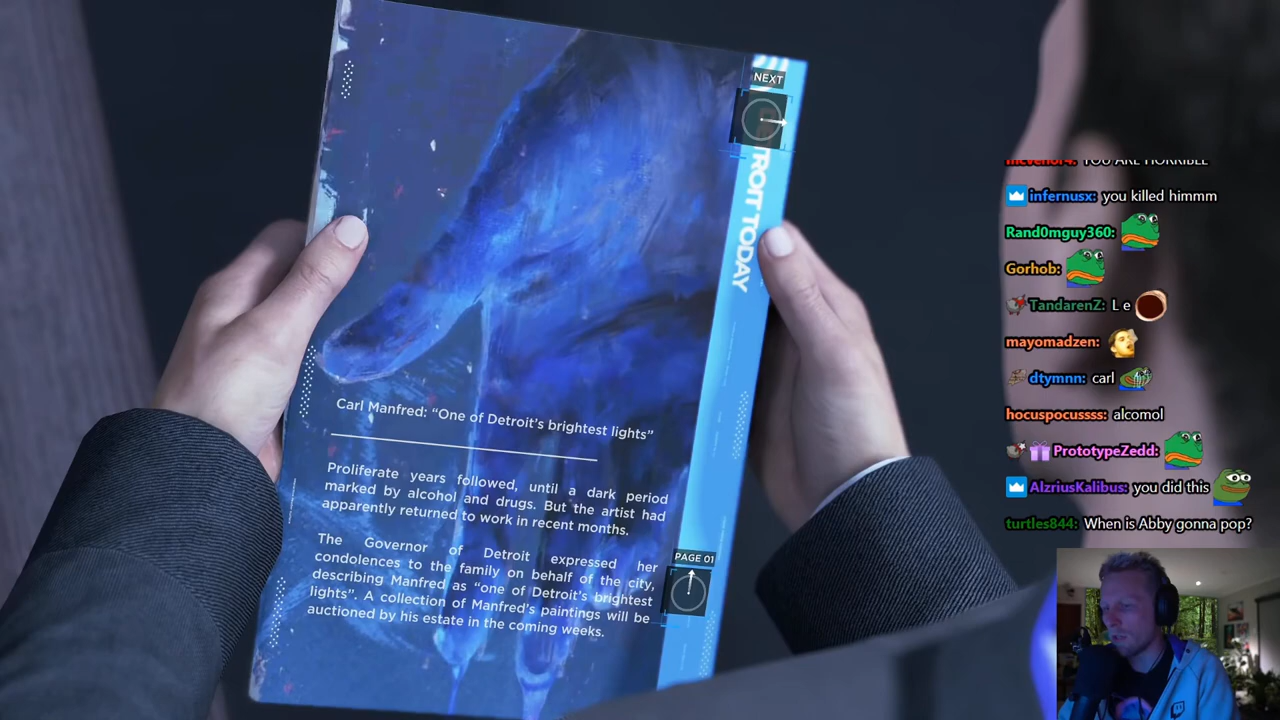 NEXT
TROIT TODAY
Carl Manfred: “One of Detroit’s brightest lights”
Proliferate years followed, until a dark period
marked by alcohol and drugs. But the artist had
apparently returned to work in recent months.
The Governor of Detroit expressed her
condolences to the family on behalf of the city,
describing Manfred as “one of Detroit’s brightest
lights”. A collection of Manfred’s paintings will be
auctioned by his estate in the coming weeks.
PAGE 01
YOU ARE HORRIBLE
infernusx: you killed himmm
Rand0mguy360:
Gorhob:
TandarenZ: L e
mayomadzen:
dtymnn: carl
hocuspocussss: alcomol
PrototypeZedd:
AlzriusKalibus: you did this
turtles844: When is Abby gonna pop?